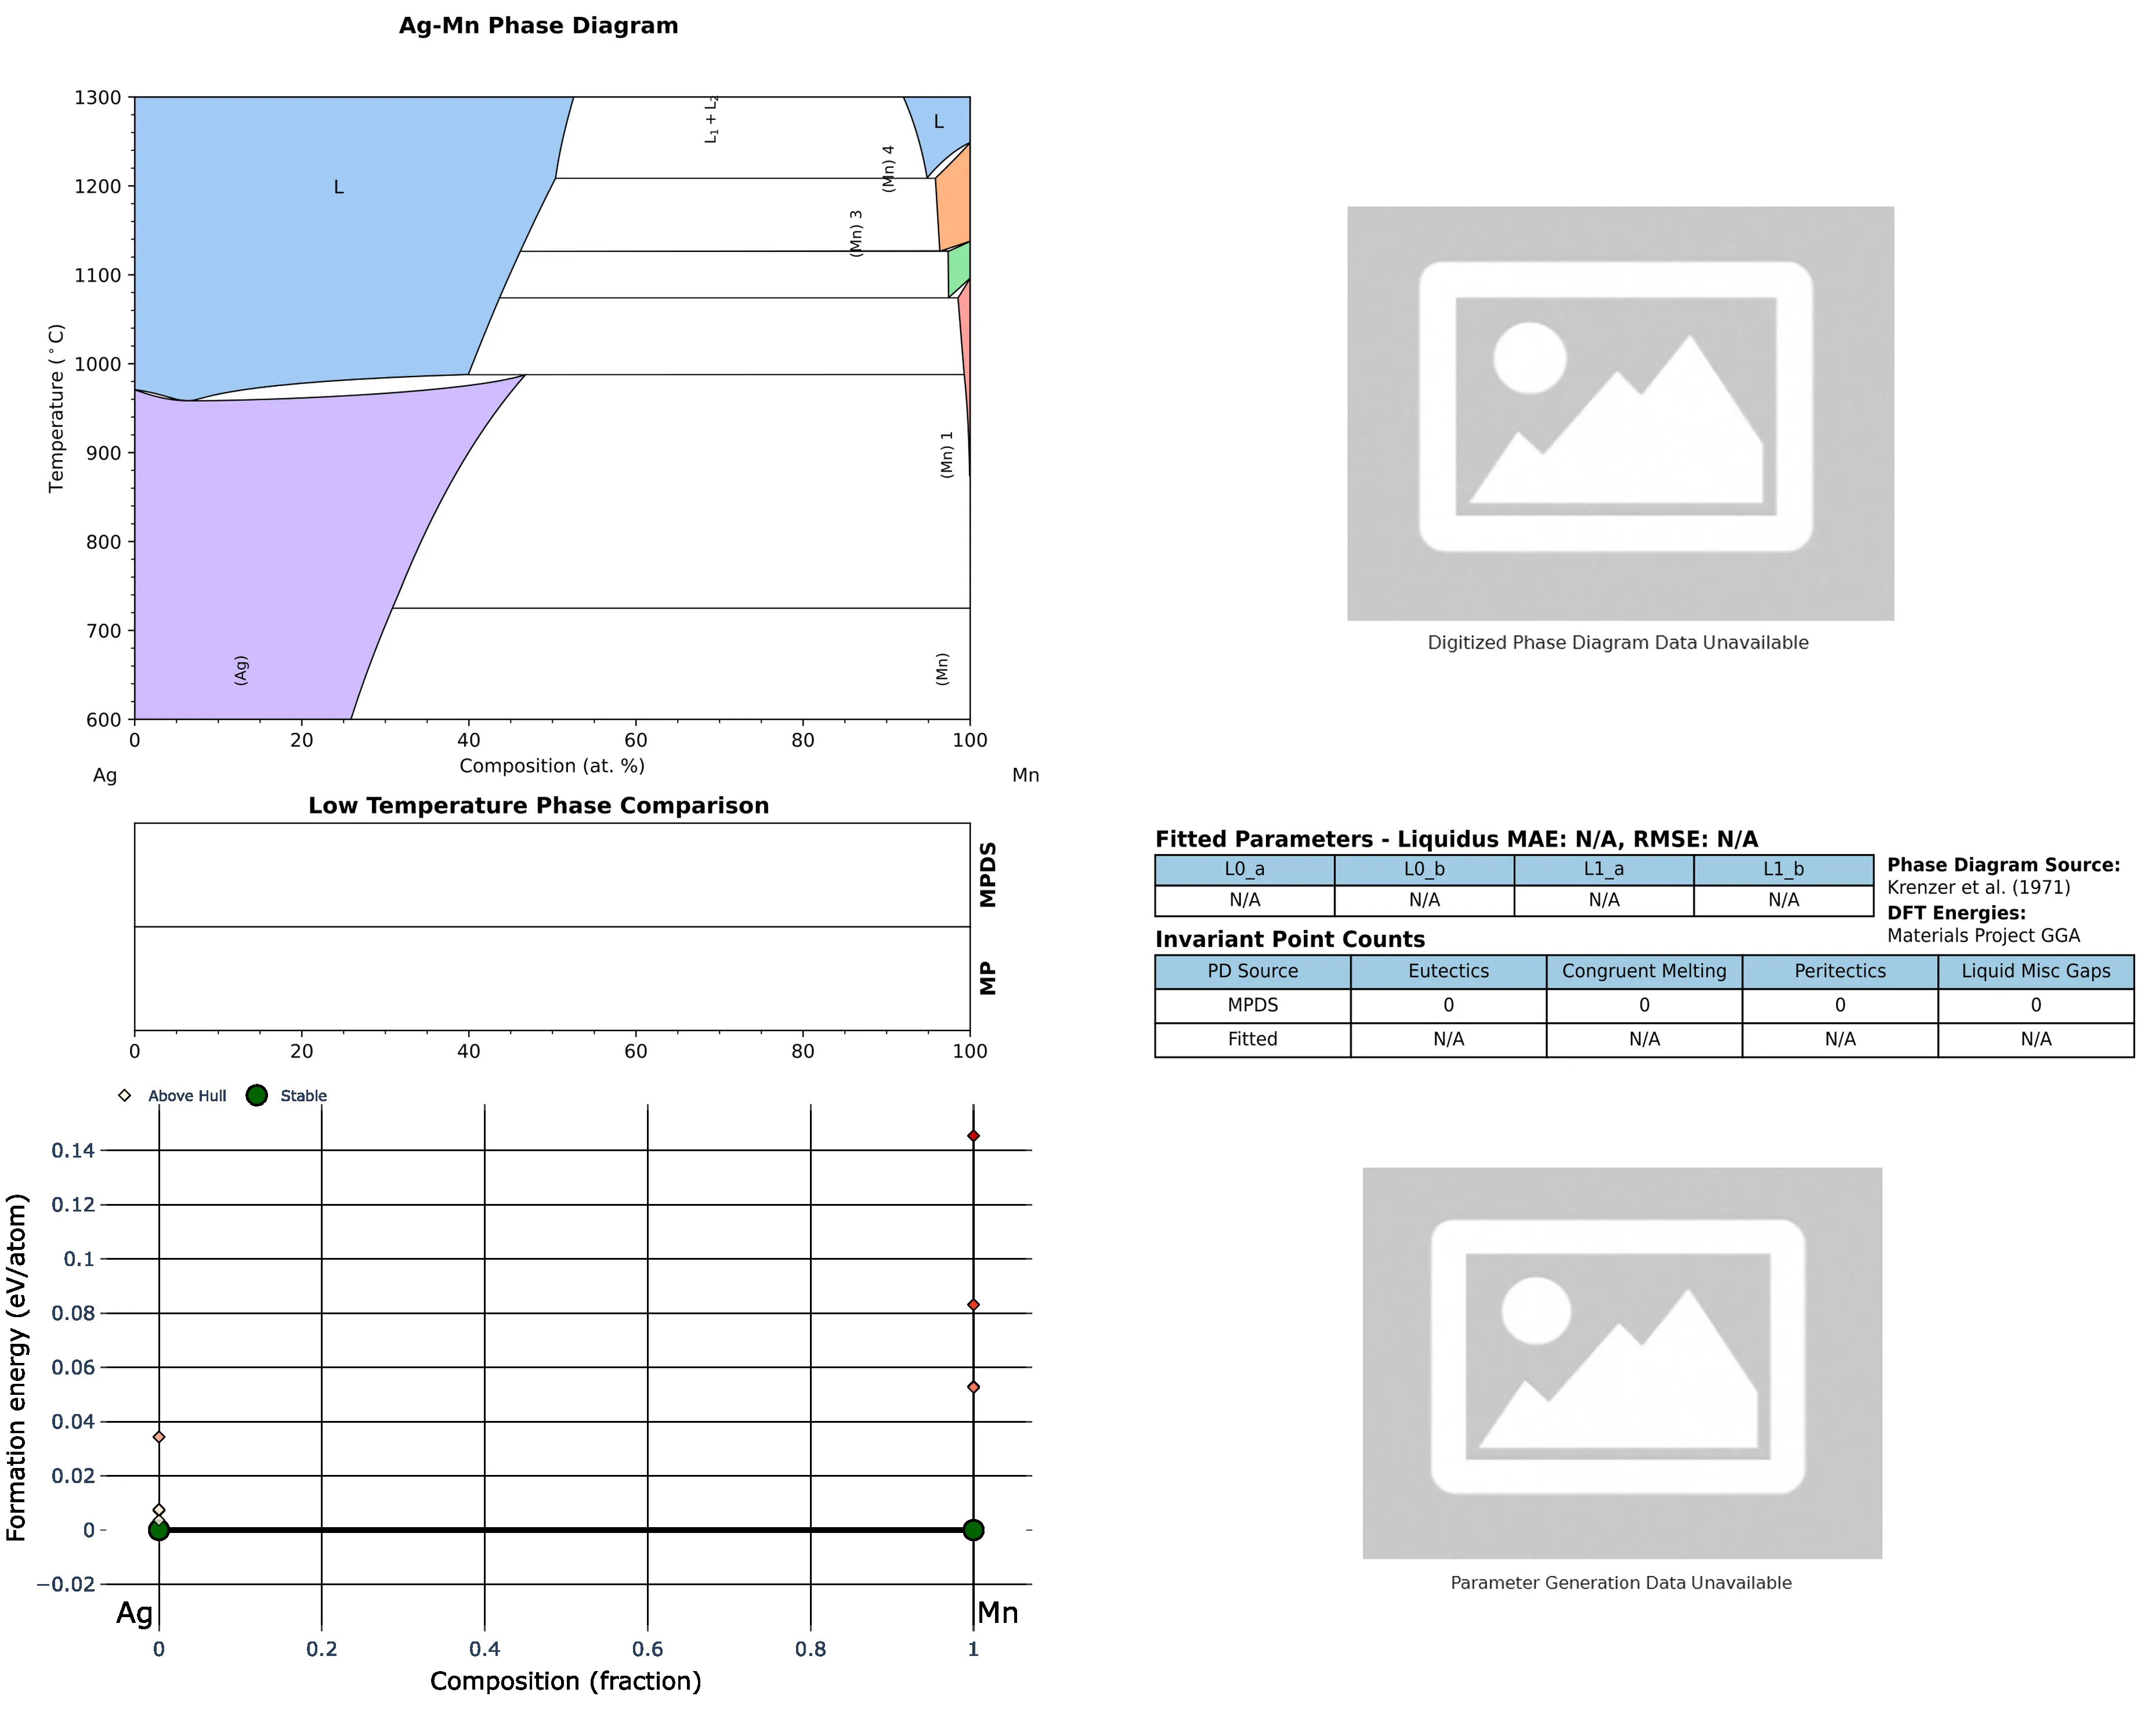 Ag-Mn Phase Diagram
1300
1200
1100
1000
900
800
700
600
Temperature (°C)
L
L₁ + L₂
(Mn) 4
L
(Mn) 3
(Mn) 1
(Ag)
(Mn)
0 20 40 60 80 100
Composition (at. %)
Ag Mn
Digitized Phase Diagram Data Unavailable
Low Temperature Phase Comparison
MPDS
MP
0 20 40 60 80 100
Fitted Parameters - Liquidus MAE: N/A, RMSE: N/A
L0_a L0_b L1_a L1_b
N/A N/A N/A N/A
Phase Diagram Source:
Krenzer et al. (1971)
DFT Energies:
Materials Project GGA
Invariant Point Counts
PD Source Eutectics Congruent Melting Peritectics Liquid Misc Gaps
MPDS 0 0 0 0
Fitted N/A N/A N/A N/A
Above Hull Stable
0.14
0.12
0.1
0.08
0.06
0.04
0.02
0
−0.02
Formation energy (eV/atom)
Ag Mn
0 0.2 0.4 0.6 0.8 1
Composition (fraction)
Parameter Generation Data Unavailable